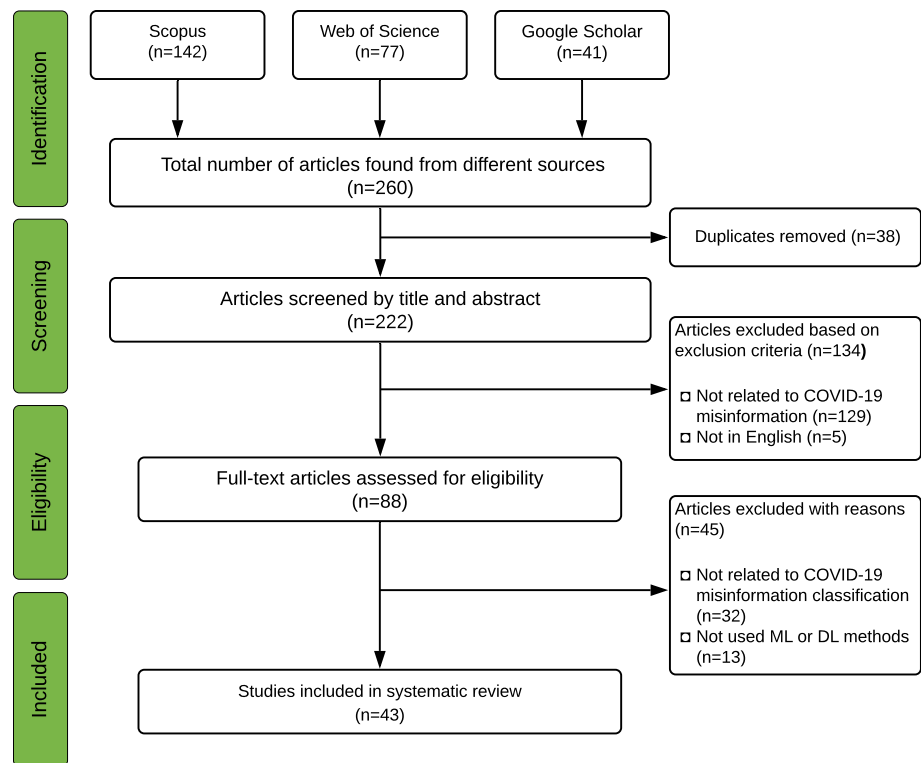 Identification
Scopus
(n=142)
Web of Science
(n=77)
Google Scholar
(n=41)
Total number of articles found from different sources
(n=260)
Duplicates removed (n=38)
Screening
Articles screened by title and abstract
(n=222)
Articles excluded based on
exclusion criteria (n=134)
Not related to COVID-19
misinformation (n=129)
Not in English (n=5)
Eligibility
Full-text articles assessed for eligibility
(n=88)
Articles excluded with reasons
(n=45)
Not related to COVID-19
misinformation classification
(n=32)
Not used ML or DL methods
(n=13)
Included
Studies included in systematic review
(n=43)